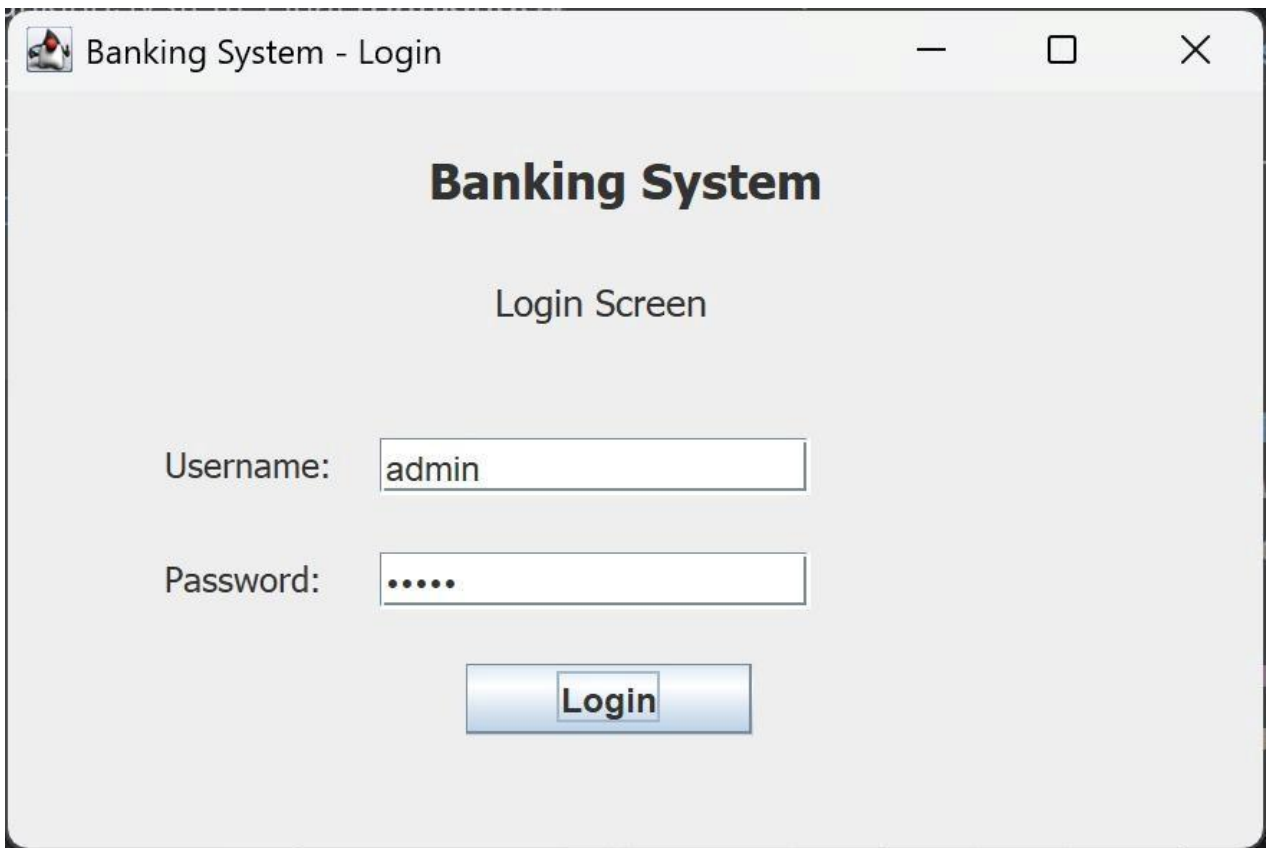 Banking System - Login
Banking System
Login Screen
Username: admin
Password: •••••
Login